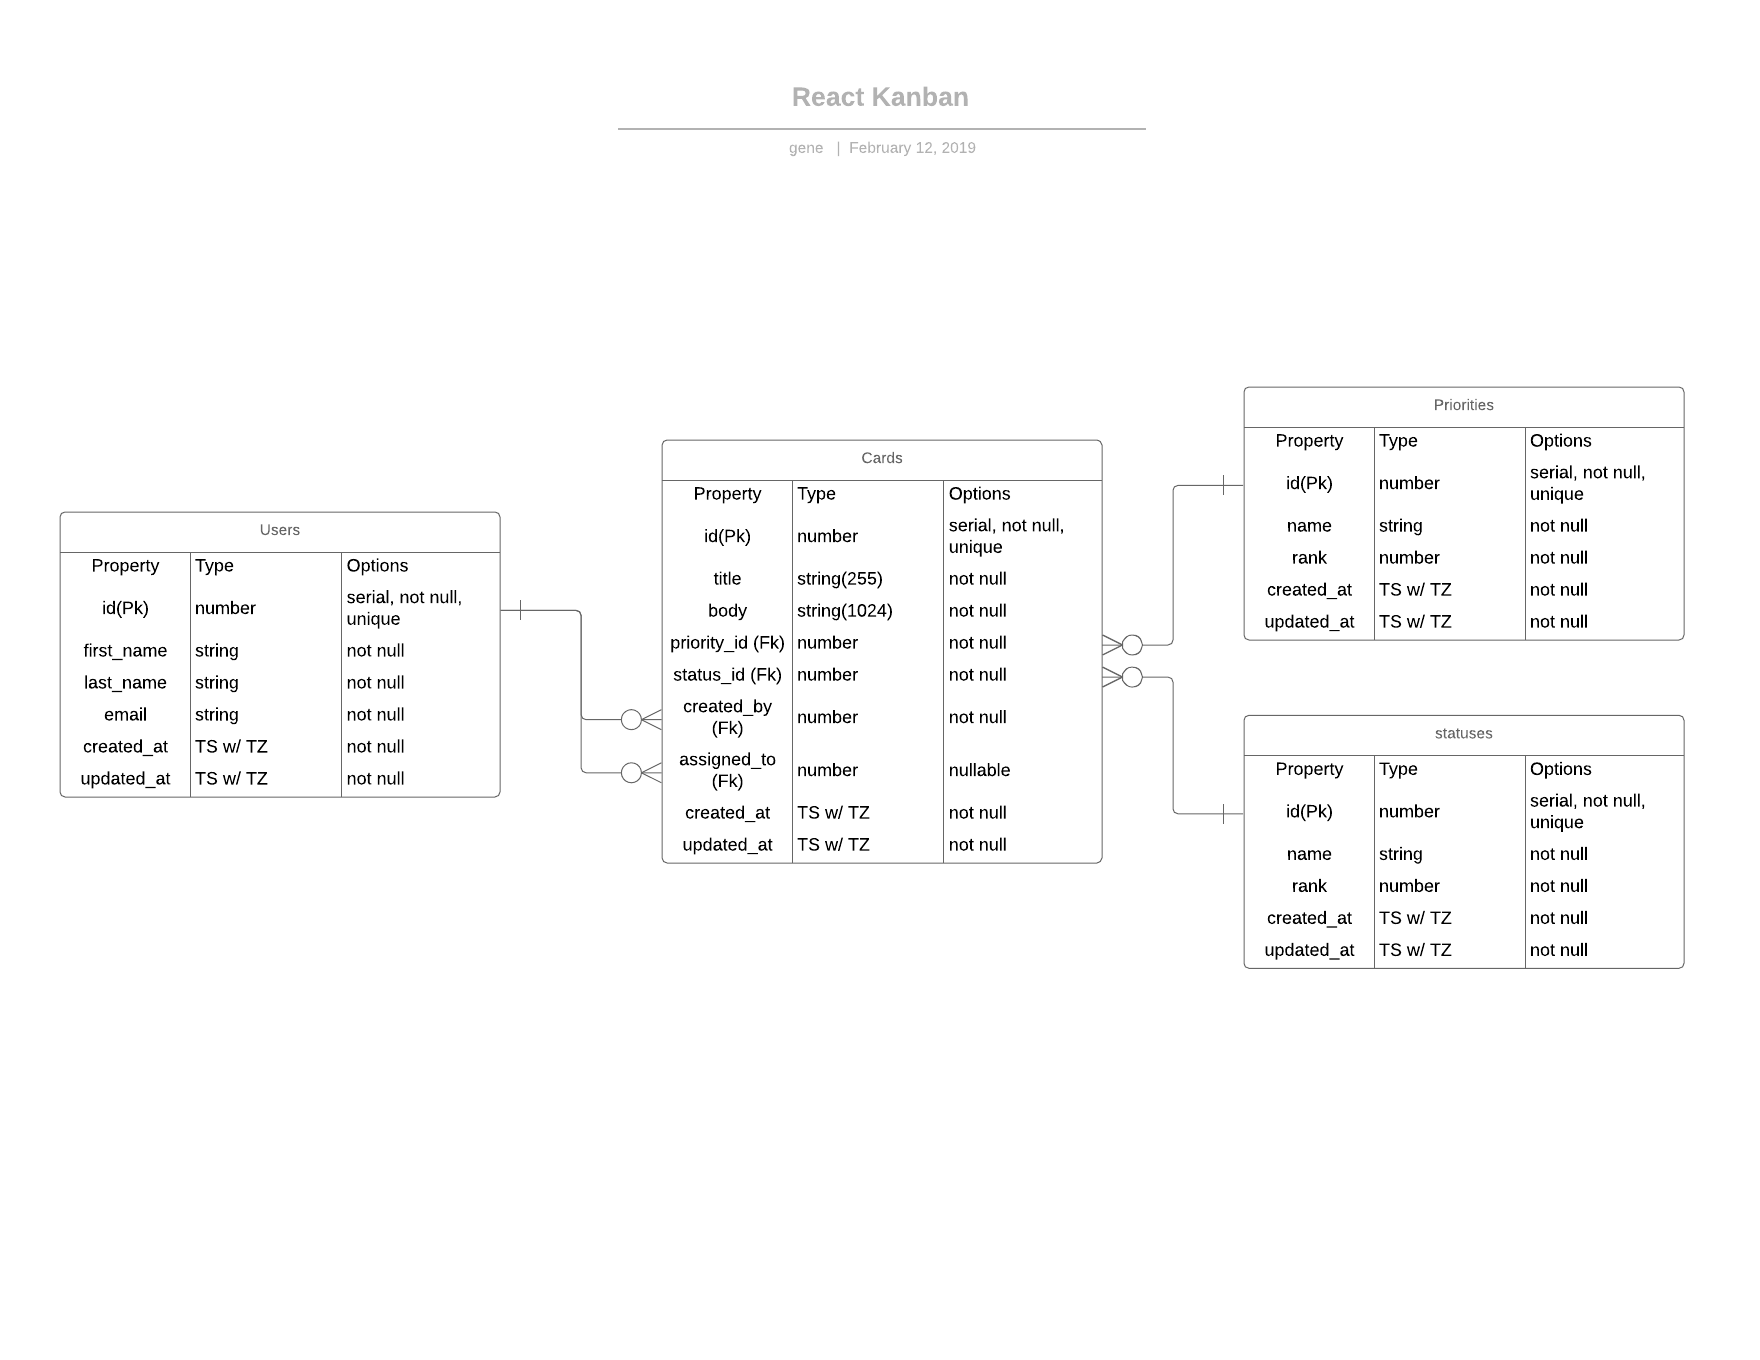 React Kanban
gene | February 12, 2019
Users
Property Type Options
id(Pk) number serial, not null,
unique
first_name string not null
last_name string not null
email string not null
created_at TS w/ TZ not null
updated_at TS w/ TZ not null
Cards
Property Type Options
id(Pk) number serial, not null,
unique
title string(255) not null
body string(1024) not null
priority_id (Fk) number not null
status_id (Fk) number not null
created_by
(Fk) number not null
assigned_to
(Fk) number nullable
created_at TS w/ TZ not null
updated_at TS w/ TZ not null
Priorities
Property Type Options
id(Pk) number serial, not null,
unique
name string not null
rank number not null
created_at TS w/ TZ not null
updated_at TS w/ TZ not null
statuses
Property Type Options
id(Pk) number serial, not null,
unique
name string not null
rank number not null
created_at TS w/ TZ not null
updated_at TS w/ TZ not null